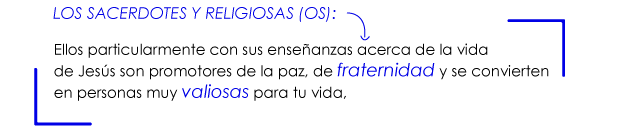 LOS SACERDOTES Y RELIGIOSAS (OS):
Ellos particularmente con sus enseñanzas acerca de la vida
de Jesús son promotores de la paz, de fraternidad y se convierten
en personas muy valiosas para tu vida,